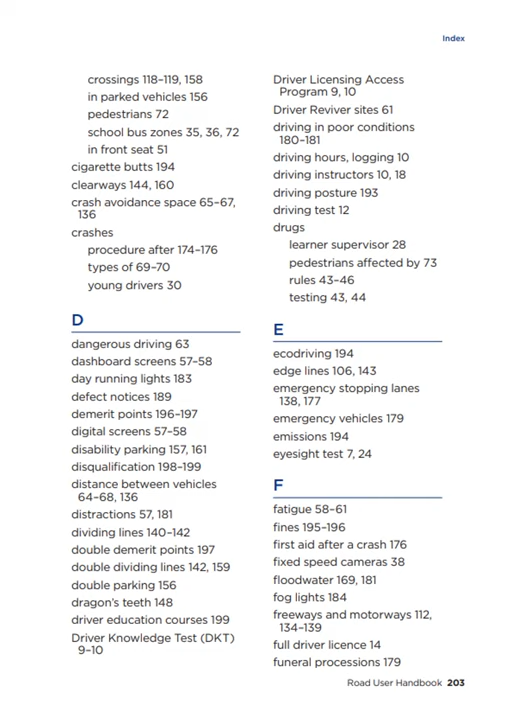 Index
crossings 118–119, 158
in parked vehicles 156
pedestrians 72
school bus zones 35, 36, 72
in front seat 51
cigarette butts 194
clearways 144, 160
crash avoidance space 65–67,
136
crashes
procedure after 174–176
types of 69–70
young drivers 30
D
dangerous driving 63
dashboard screens 57–58
day running lights 183
defect notices 189
demerit points 196–197
digital screens 57–58
disability parking 157, 161
disqualification 198–199
distance between vehicles
64–68, 136
distractions 57, 181
dividing lines 140–142
double demerit points 197
double dividing lines 142, 159
double parking 156
dragon's teeth 148
driver education courses 199
Driver Knowledge Test (DKT)
9–10
Driver Licensing Access
Program 9, 10
Driver Reviver sites 61
driving in poor conditions
180–181
driving hours, logging 10
driving instructors 10, 18
driving posture 193
driving test 12
drugs
learner supervisor 28
pedestrians affected by 73
rules 43–46
testing 43, 44
E
ecodriving 194
edge lines 106, 143
emergency stopping lanes
138, 177
emergency vehicles 179
emissions 194
eyesight test 7, 24
F
fatigue 58–61
fines 195–196
first aid after a crash 176
fixed speed cameras 38
floodwater 169, 181
fog lights 184
freeways and motorways 112,
134–139
full driver licence 14
funeral processions 179
Road User Handbook 203